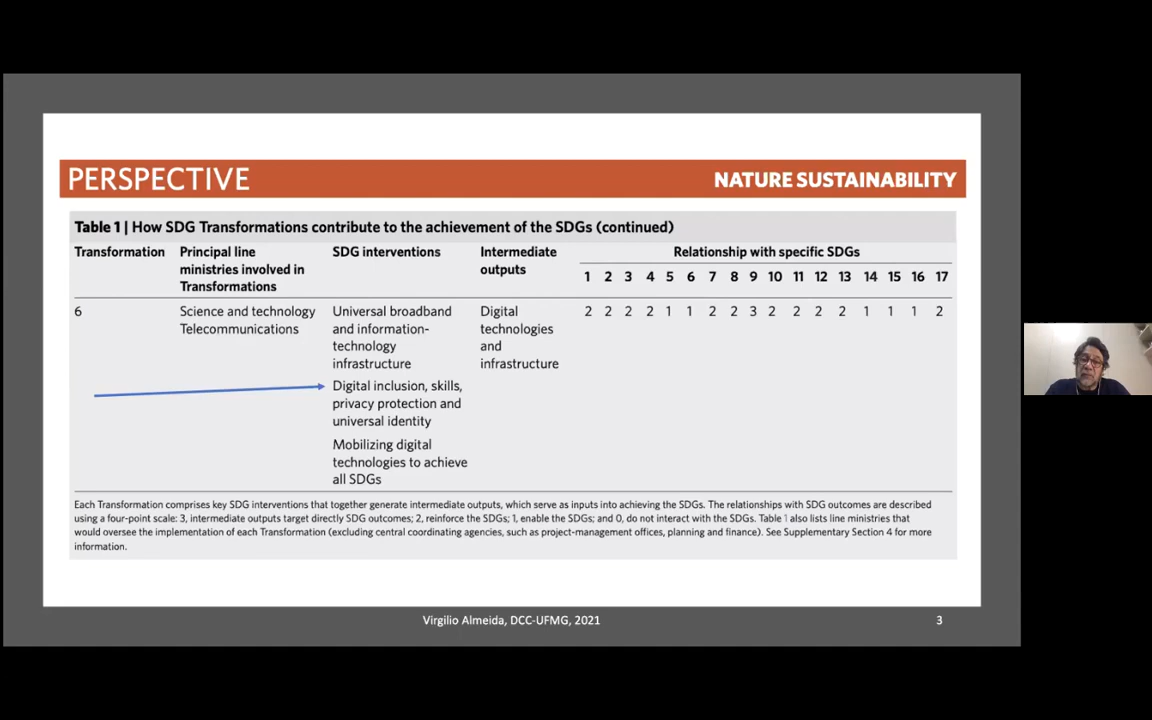 PERSPECTIVE NATURE SUSTAINABILITY
Table 1 | How SDG Transformations contribute to the achievement of the SDGs (continued)
Transformation
Principal line
ministries involved in
Transformations
SDG interventions
Intermediate
outputs
Relationship with specific SDGs
1 2 3 4 5 6 7 8 9 10 11 12 13 14 15 16 17
6
Science and technology
Telecommunications
Universal broadband
and information-
technology
infrastructure
Digital inclusion, skills,
privacy protection and
universal identity
Mobilizing digital
technologies to achieve
all SDGs
Digital
technologies
and
infrastructure
2 2 2 2 1 1 2 2 3 2 2 2 2 1 1 1 2
Each Transformation comprises key SDG interventions that together generate intermediate outputs, which serve as inputs into achieving the SDGs. The relationships with SDG outcomes are described
using a four-point scale: 3, intermediate outputs target directly SDG outcomes; 2, reinforce the SDGs; 1, enable the SDGs; and 0, do not interact with the SDGs. Table 1 also lists line ministries that
would oversee the implementation of each Transformation (excluding central coordinating agencies, such as project-management offices, planning and finance). See Supplementary Section 4 for more
information.
Virgilio Almeida, DCC-UFMG, 2021
3